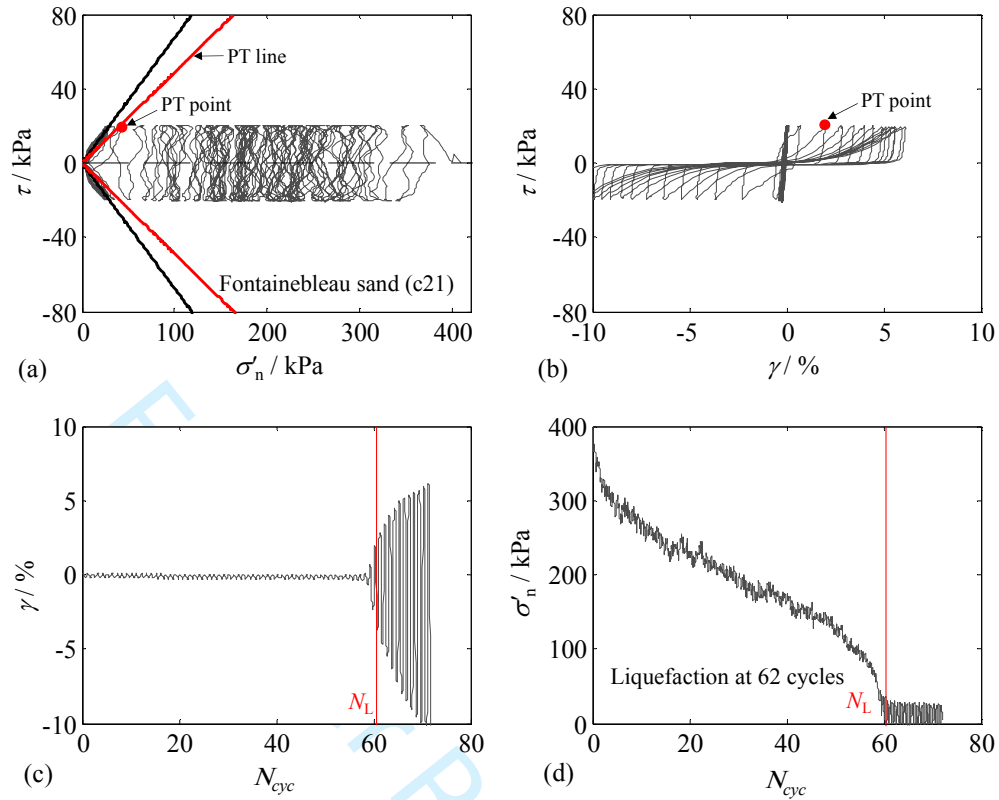 80
40
0
-40
-80
τ / kPa
PT line
PT point
Fontainebleau sand (c21)
0 100 200 300 400
(a)
σ'n / kPa
80
40
0
-40
-80
τ / kPa
PT point
-10 -5 0 5 10
(b)
γ / %
10
5
0
-5
-10
γ / %
NL
0 20 40 60 80
(c)
Ncyc
400
300
200
100
0
σ'n / kPa
Liquefaction at 62 cycles
NL
0 20 40 60 80
(d)
Ncyc